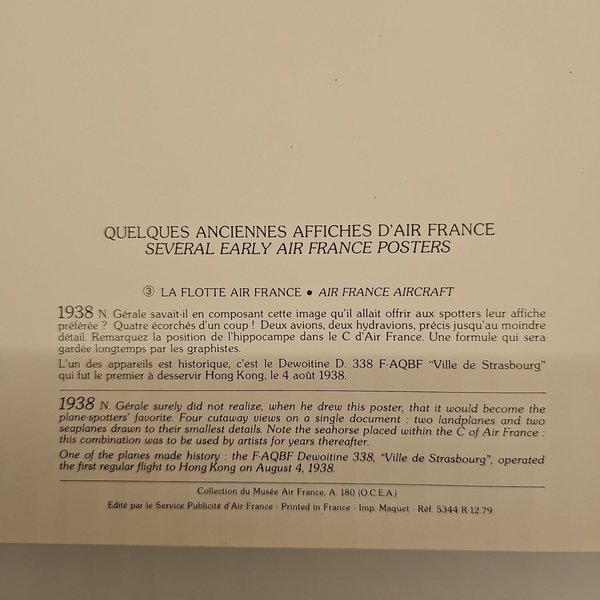 QUELQUES ANCIENNES AFFICHES D'AIR FRANCE
SEVERAL EARLY AIR FRANCE POSTERS
③ LA FLOTTE AIR FRANCE • AIR FRANCE AIRCRAFT
1938 N. Gérale savait-il en composant cette image qu'il allait offrir aux spotters leur affiche
préférée ? Quatre écorchés d'un coup ! Deux avions, deux hydravions, précis jusqu'au moindre
détail. Remarquez la position de l'hippocampe dans le C d'Air France. Une formule qui sera
gardée longtemps par les graphistes.
L'un des appareils est historique, c'est le Dewoitine D. 338 F-AQBF "Ville de Strasbourg"
qui fut le premier à desservir Hong Kong, le 4 août 1938.
1938 N. Gérale surely did not realize, when he drew this poster, that it would become the
plane-spotters' favorite. Four cutaway views on a single document : two landplanes and two
seaplanes drawn to their smallest details. Note the seahorse placed within the C of Air France :
this combination was to be used by artists for years thereafter.
One of the planes made history : the F-AQBF Dewoitine 338, "Ville de Strasbourg", operated
the first regular flight to Hong Kong on August 4, 1938.
Collection du Musée Air France, A. 180 (O.C.E.A.)
Edité par le Service Publicité d'Air France - Printed in France - Imp. Maquet - Réf. 5344 R-12.79